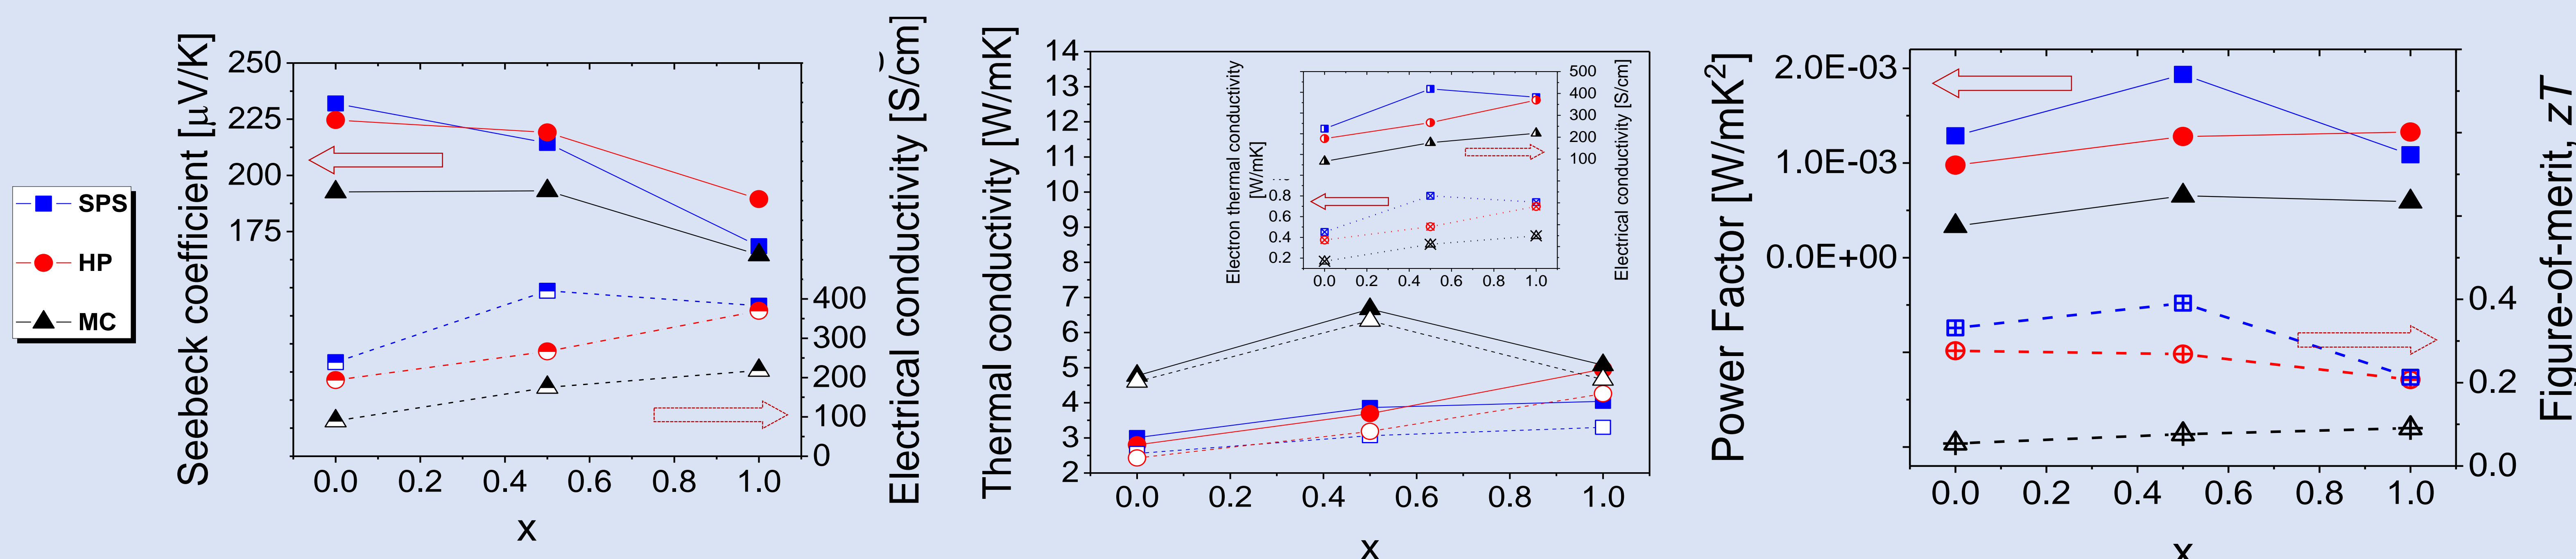 SPS
HP
MC
Seebeck coefficient [μV/K]
250
225
200
175
400
300
200
100
0
0.0 0.2 0.4 0.6 0.8 1.0
x
Electrical conductivity [S/cm]
Thermal conductivity [W/mK]
14
13
12
11
10
9
8
7
6
5
4
3
2
0.0 0.2 0.4 0.6 0.8 1.0
x
Electron thermal conductivity
[W/mK]
0.8
0.6
0.4
0.2
0.0 0.2 0.4 0.6 0.8 1.0
500
400
300
200
100
Electrical conductivity [S/cm]
Power Factor [W/mK²]
2.0E-03
1.0E-03
0.0E+00
0.4
0.2
0.0
0.0 0.2 0.4 0.6 0.8 1.0
x
Figure-of-merit, zT